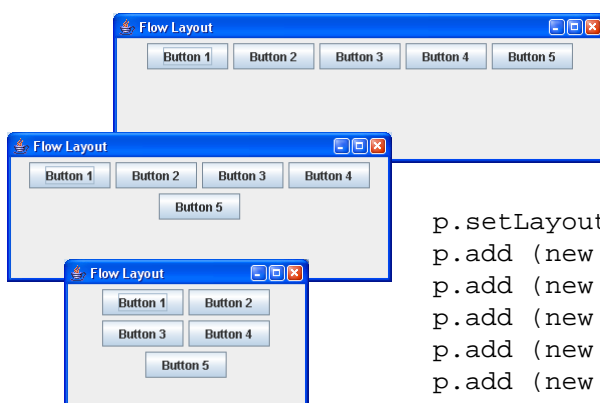 Flow Layout
Button 1 Button 2 Button 3 Button 4 Button 5
Flow Layout
Button 1 Button 2 Button 3 Button 4
Button 5
Flow Layout
Button 1 Button 2
Button 3 Button 4
Button 5
p.setLayout
p.add (new
p.add (new
p.add (new
p.add (new
p.add (new